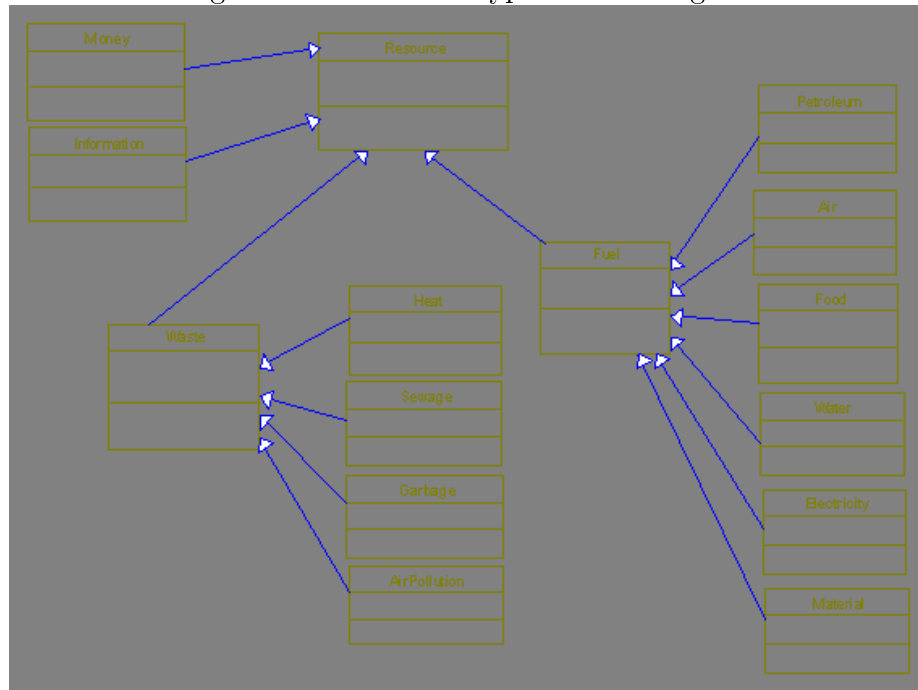 Money
Resource
Information
Petroleum
Air
Fuel
Heat
Food
Waste
Sewage
Water
Garbage
Electricity
AirPollution
Material